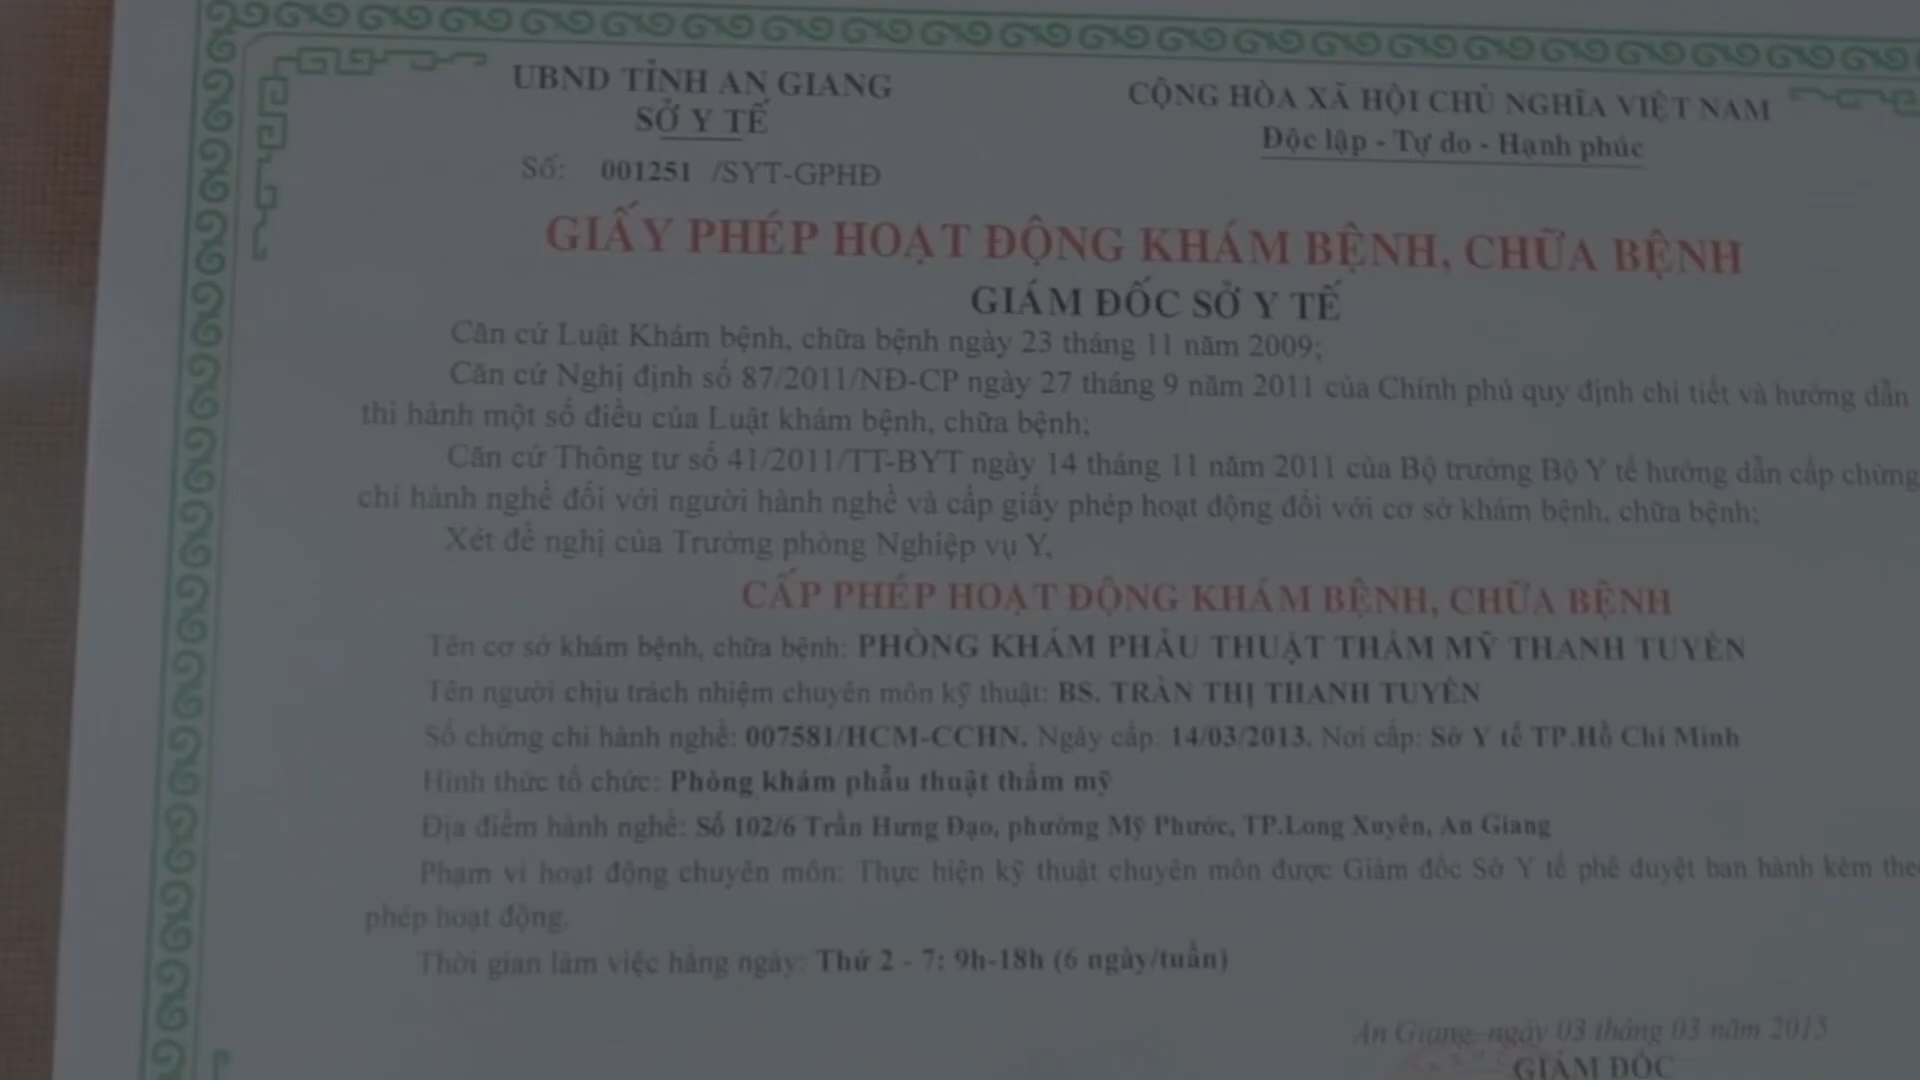 UBND TỈNH AN GIANG
SỞ Y TẾ
Số: 001251 /SYT-GPHĐ
CỘNG HÒA XÃ HỘI CHỦ NGHĨA VIỆT NAM
Độc lập - Tự do - Hạnh phúc
GIẤY PHÉP HOẠT ĐỘNG KHÁM BỆNH, CHỮA BỆNH
GIÁM ĐỐC SỞ Y TẾ
Căn cứ Luật Khám bệnh, chữa bệnh ngày 23 tháng 11 năm 2009;
Căn cứ Nghị định số 87/2011/NĐ-CP ngày 27 tháng 9 năm 2011 của Chính phủ quy định chi tiết và hướng dẫn
thi hành một số điều của Luật khám bệnh, chữa bệnh;
Căn cứ Thông tư số 41/2011/TT-BYT ngày 14 tháng 11 năm 2011 của Bộ trưởng Bộ Y tế hướng dẫn cấp chứng
chỉ hành nghề đối với người hành nghề và cấp giấy phép hoạt động đối với cơ sở khám bệnh, chữa bệnh;
Xét đề nghị của Trưởng phòng Nghiệp vụ Y,
CẤP PHÉP HOẠT ĐỘNG KHÁM BỆNH, CHỮA BỆNH
Tên cơ sở khám bệnh, chữa bệnh: PHÒNG KHÁM PHẪU THUẬT THẨM MỸ THANH TUYỀN
Tên người chịu trách nhiệm chuyên môn kỹ thuật: BS. TRẦN THỊ THANH TUYỀN
Số chứng chỉ hành nghề: 007581/HCM-CCHN. Ngày cấp: 14/03/2013. Nơi cấp: Sở Y tế TP.Hồ Chí Minh
Hình thức tổ chức: Phòng khám phẫu thuật thẩm mỹ
Địa điểm hành nghề: Số 102/6 Trần Hưng Đạo, phường Mỹ Phước, TP.Long Xuyên, An Giang
Phạm vi hoạt động chuyên môn: Thực hiện kỹ thuật chuyên môn được Giám đốc Sở Y tế phê duyệt ban hành kèm the
phép hoạt động.
Thời gian làm việc hằng ngày: Thứ 2 - 7: 9h-18h (6 ngày/tuần)
An Giang, ngày 03 tháng 03 năm 2015
GIÁM ĐỐC